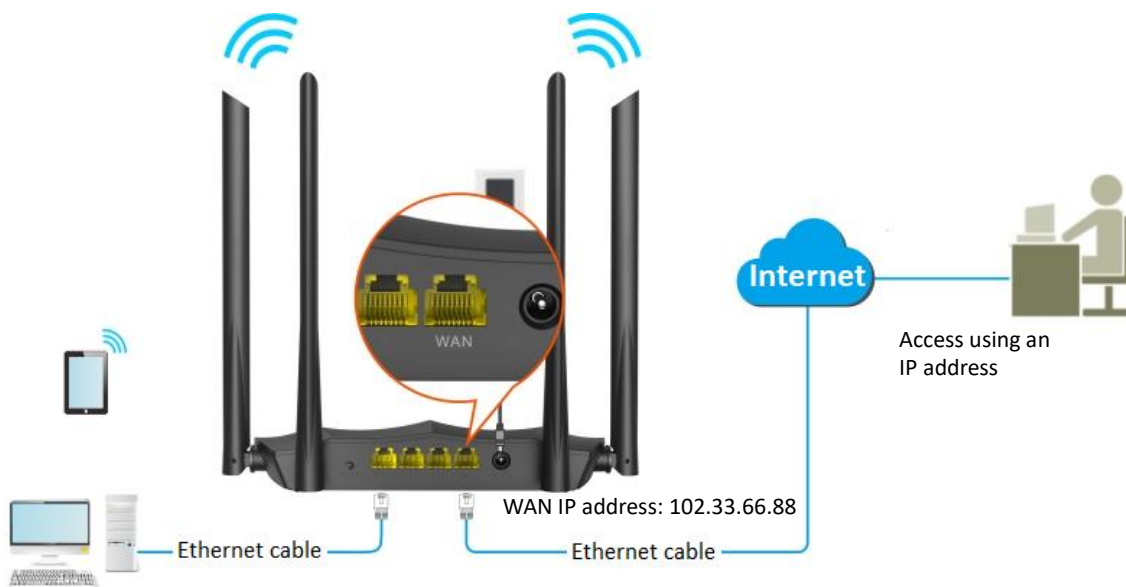 WAN
Internet
Access using an
IP address
WAN IP address: 102.33.66.88
Ethernet cable
Ethernet cable